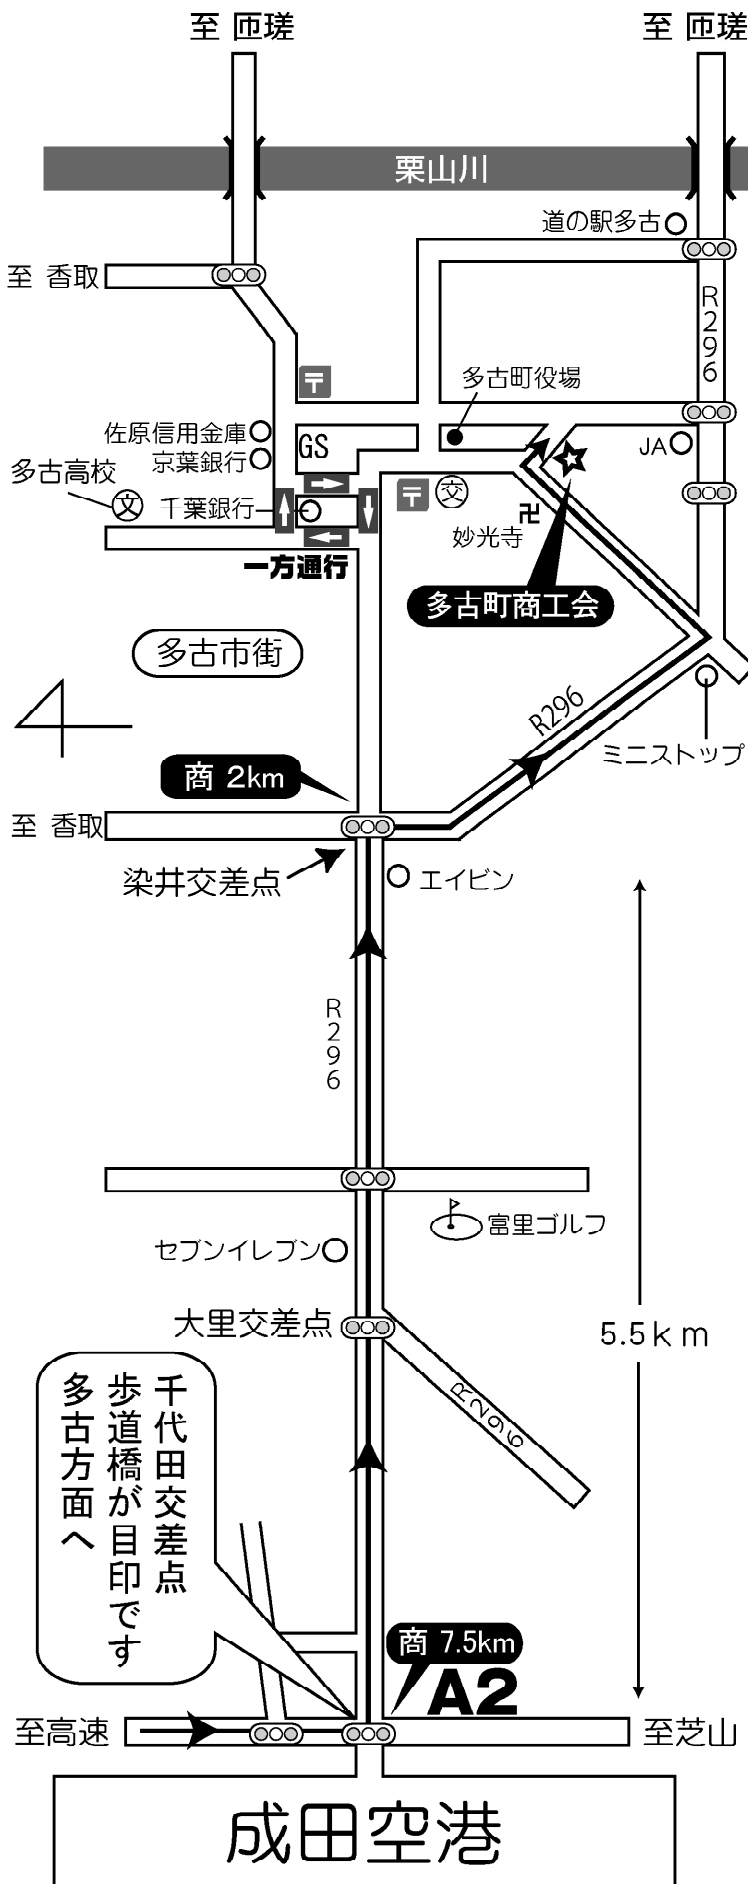 至 匝瑳
至 匝瑳
栗山川
道の駅多古
至 香取
R296
〒
多古町役場
佐原信用金庫
GS
JA
京葉銀行
多古高校
文
千葉銀行
〒
交
卍
妙光寺
一方通行
多古町商工会
多古市街
R296
ミニストップ
商 2km
至 香取
染井交差点
エイビン
R296
富里ゴルフ
セブンイレブン
大里交差点
5.5km
R296
千代田交差点
歩道橋が目印です
多古方面へ
商 7.5km
A2
至高速
至芝山
成田空港